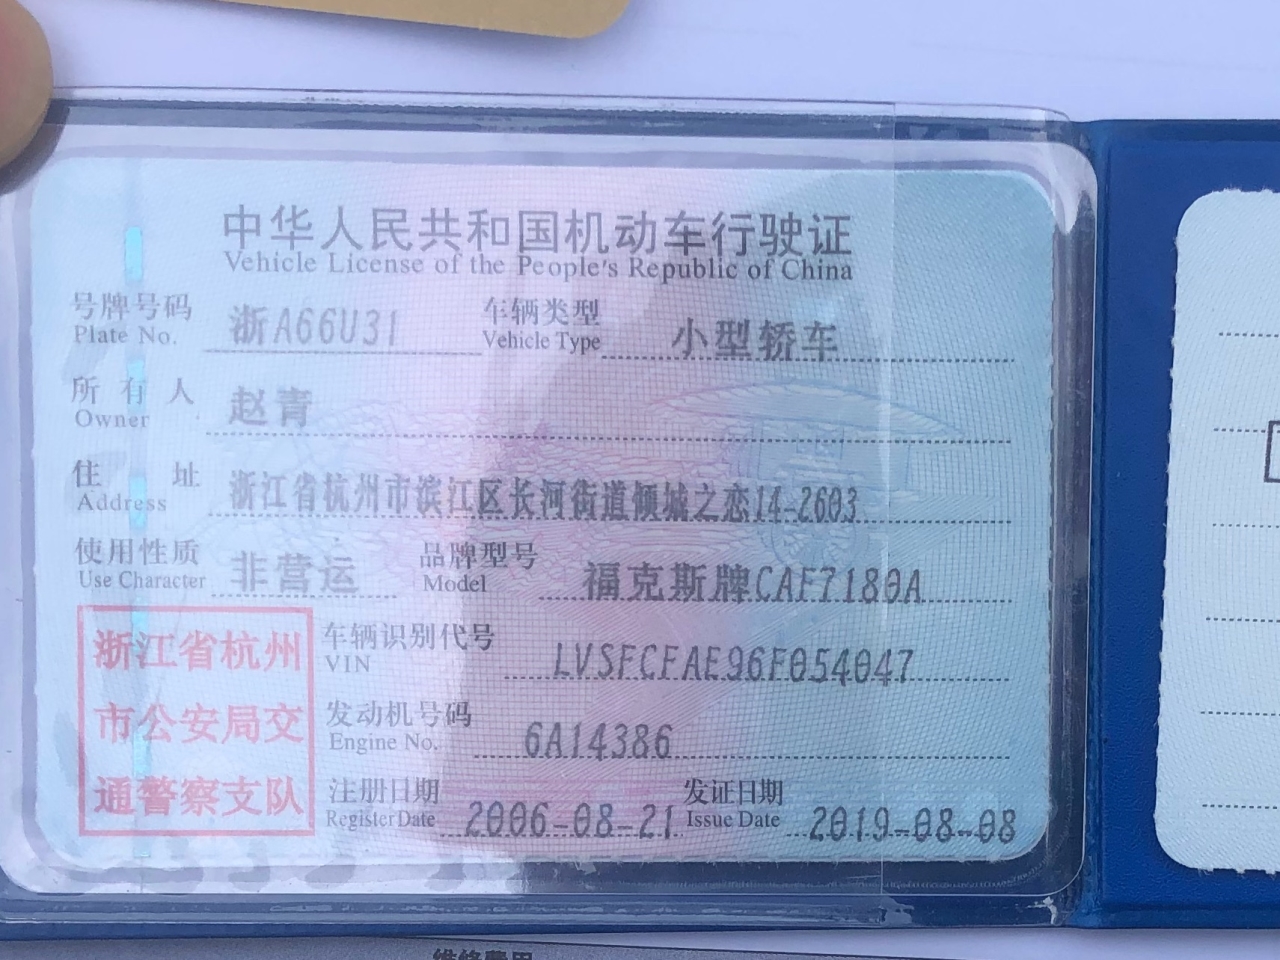 中华人民共和国机动车行驶证
Vehicle License of the People's Republic of China
号牌号码 浙A66U31 车辆类型 小型轿车
Plate No. Vehicle Type
所有人 赵青
Owner
住址 浙江省杭州市滨江区长河街道倾城之恋14-2603
Address
使用性质 非营运 品牌型号 福克斯牌CAF7180A
Use Character Model
浙江省杭州
市公安局交
通警察支队
车辆识别代号 LVSFCFAE96F054047
VIN
发动机号码 6A14386
Engine No.
注册日期 2006-08-21 发证日期 2019-08-08
Register Date Issue Date